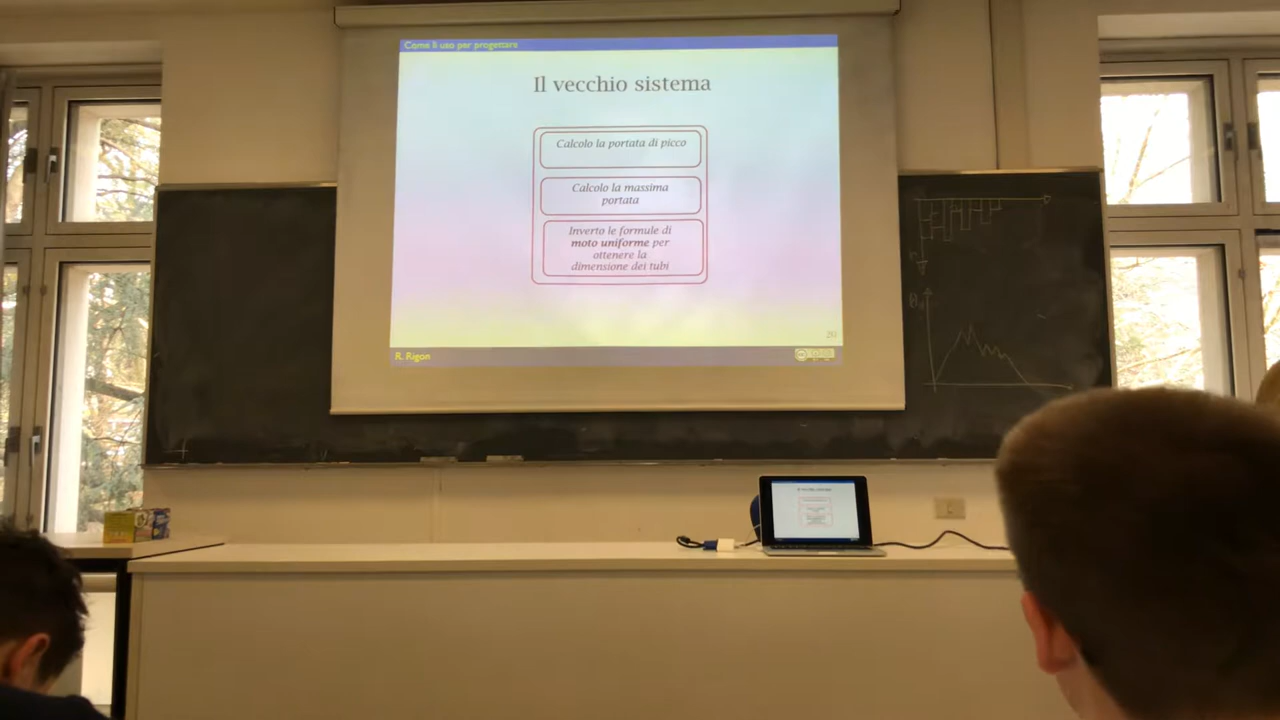 Come li uso per progettare
Il vecchio sistema
Calcolo la portata di picco
Calcolo la massima
portata
Inverto le formule di
moto uniforme per
ottenere la
dimensione dei tubi
R. Rigon